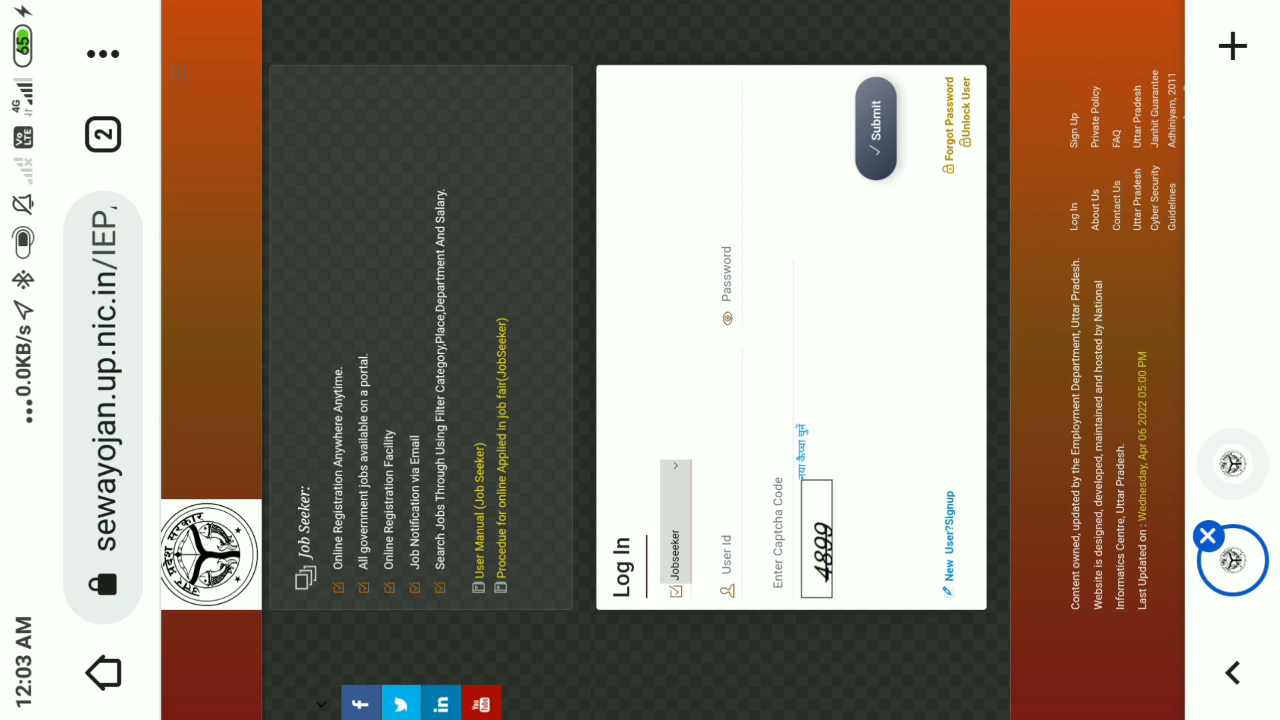 12:03 AM
...0.0KB/s
Vo LTE
4G
65
sewayojan.up.nic.in/IEP
2
Job Seeker:
Online Registration Anywhere Anytime.
All government jobs available on a portal.
Online Registration Facility
Job Notification via Email
Search Jobs Through Using Filter Category,Place,Department And Salary.
User Manual (Job Seeker)
Procedue for online Applied in job fair(JobSeeker)
Log In
Jobseeker
User Id
Password
Enter Captcha Code
4899
नया कैप्चा चुनें
✓ Submit
New User?Signup
Forgot Password
Unlock User
Content owned, updated by the Employment Department, Uttar Pradesh.
Website is designed, developed, maintained and hosted by National
Informatics Centre, Uttar Pradesh.
Last Updated on : Wednesday, Apr 06 2022 05:00 PM
Log In
About Us
Contact Us
Uttar Pradesh
Cyber Security
Guidelines
Sign Up
Private Policy
FAQ
Uttar Pradesh
Janhit Guarantee
Adhiniyam, 2011
f
in
You